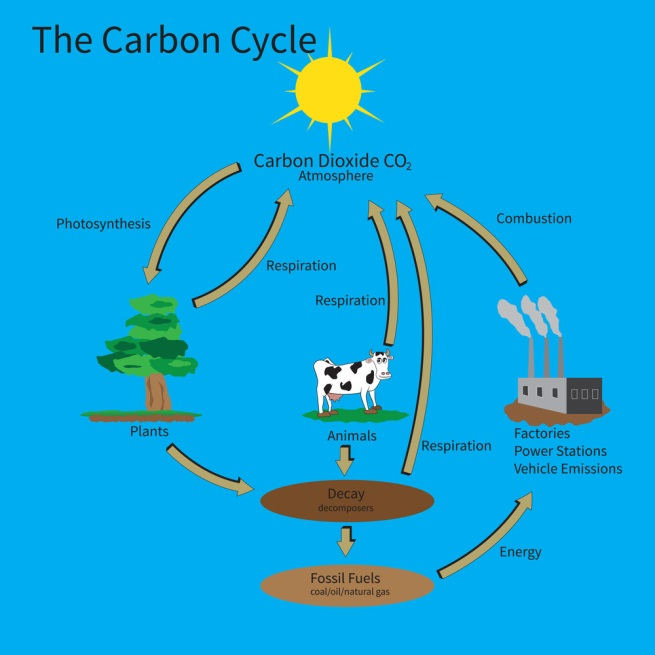 The Carbon Cycle
Carbon Dioxide CO₂
Atmosphere
Photosynthesis
Combustion
Respiration
Respiration
Plants
Animals
Respiration
Factories
Power Stations
Vehicle Emissions
Decay
decomposers
Energy
Fossil Fuels
coal/oil/natural gas